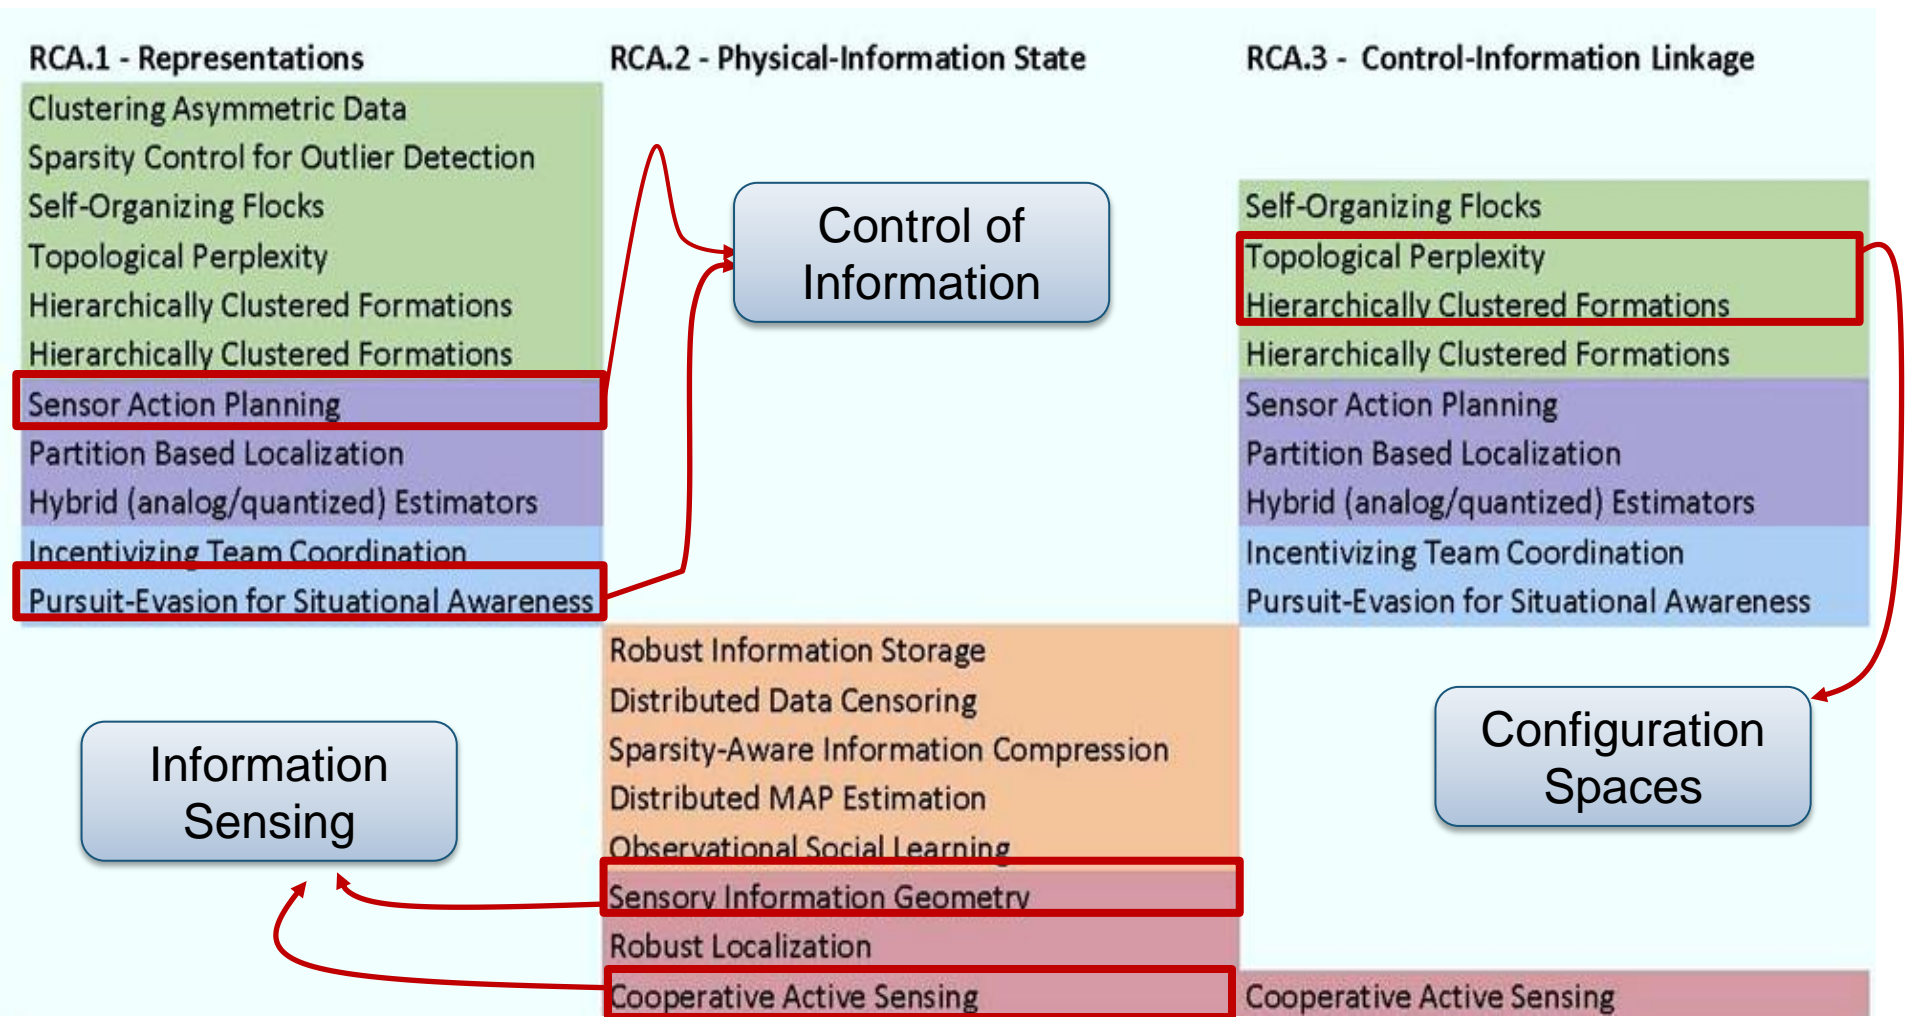 RCA.1 - Representations
RCA.2 - Physical-Information State
RCA.3 - Control-Information Linkage
Clustering Asymmetric Data
Sparsity Control for Outlier Detection
Self-Organizing Flocks
Topological Perplexity
Hierarchically Clustered Formations
Hierarchically Clustered Formations
Sensor Action Planning
Partition Based Localization
Hybrid (analog/quantized) Estimators
Incentivizing Team Coordination
Pursuit-Evasion for Situational Awareness
Control of
Information
Self-Organizing Flocks
Topological Perplexity
Hierarchically Clustered Formations
Hierarchically Clustered Formations
Sensor Action Planning
Partition Based Localization
Hybrid (analog/quantized) Estimators
Incentivizing Team Coordination
Pursuit-Evasion for Situational Awareness
Information
Sensing
Robust Information Storage
Distributed Data Censoring
Sparsity-Aware Information Compression
Distributed MAP Estimation
Observational Social Learning
Sensory Information Geometry
Robust Localization
Cooperative Active Sensing
Configuration
Spaces
Cooperative Active Sensing